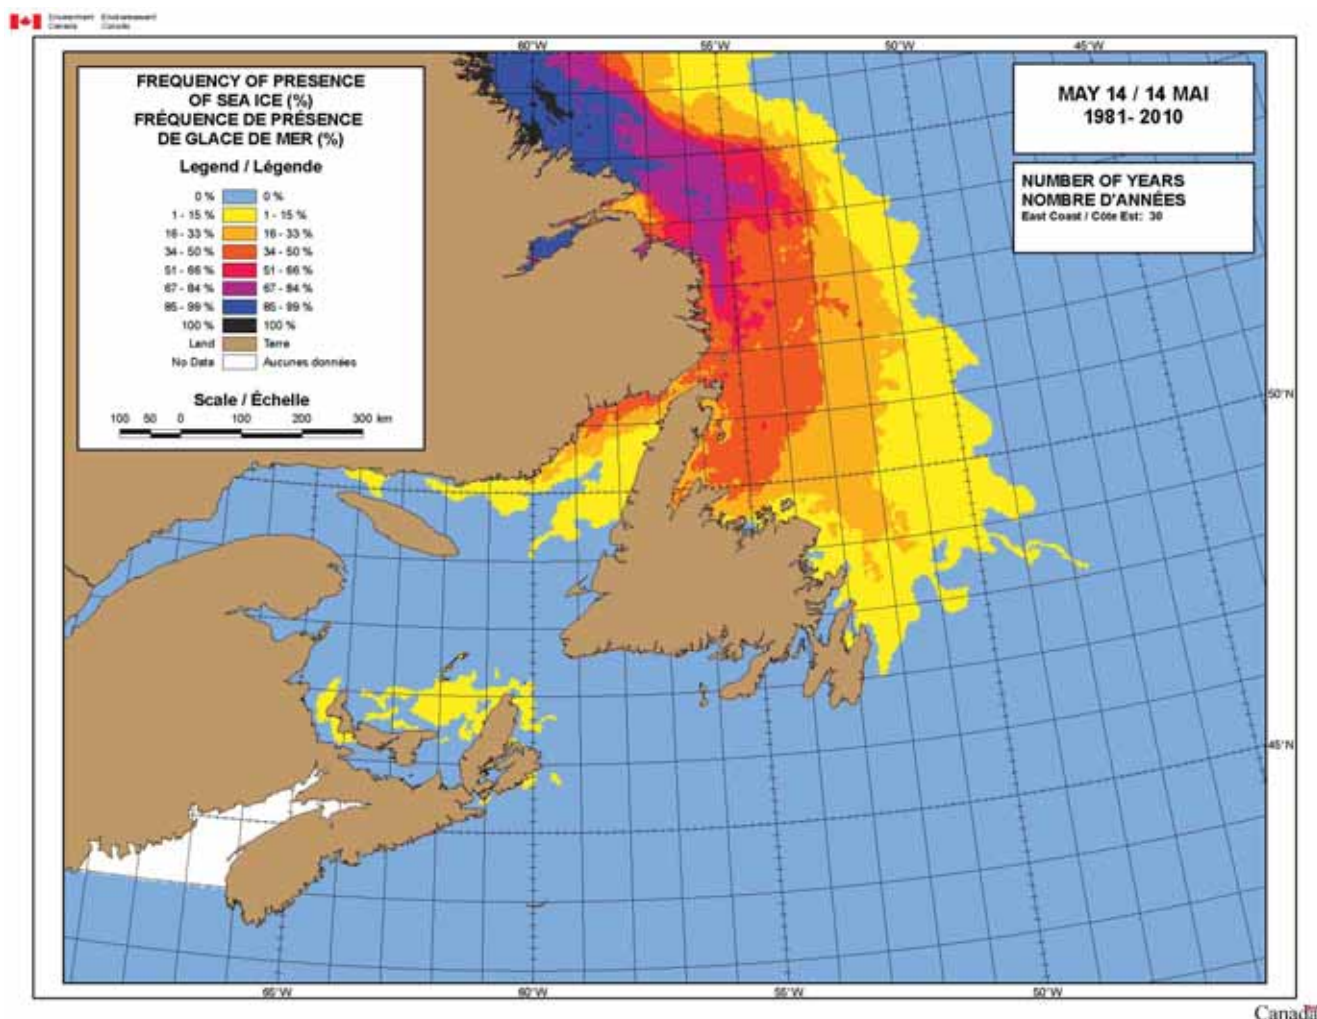 Environment Environnement
Canada Canada
60°W 55°W 50°W 45°W
FREQUENCY OF PRESENCE
OF SEA ICE (%)
FRÉQUENCE DE PRÉSENCE
DE GLACE DE MER (%)
Legend / Légende
0 % 0 %
1 - 15 % 1 - 15 %
16 - 33 % 16 - 33 %
34 - 50 % 34 - 50 %
51 - 66 % 51 - 66 %
67 - 84 % 67 - 84 %
85 - 99 % 85 - 99 %
100 % 100 %
Land Terre
No Data Aucunes données
Scale / Échelle
100 50 0 100 200 300 km
MAY 14 / 14 MAI
1981- 2010
NUMBER OF YEARS
NOMBRE D'ANNÉES
East Coast / Côte Est: 30
50°N
45°N
65°W 60°W 55°W 50°W
Canada